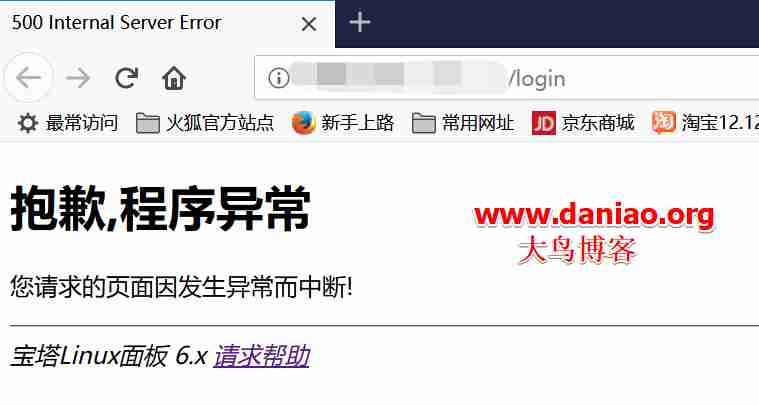 500 Internal Server Error
/login
最常访问 火狐官方站点 新手上路 常用网址 JD 京东商城 淘 淘宝12.12
抱歉,程序异常
www.daniao.org
大鸟博客
您请求的页面因发生异常而中断!
宝塔Linux面板 6.x 请求帮助